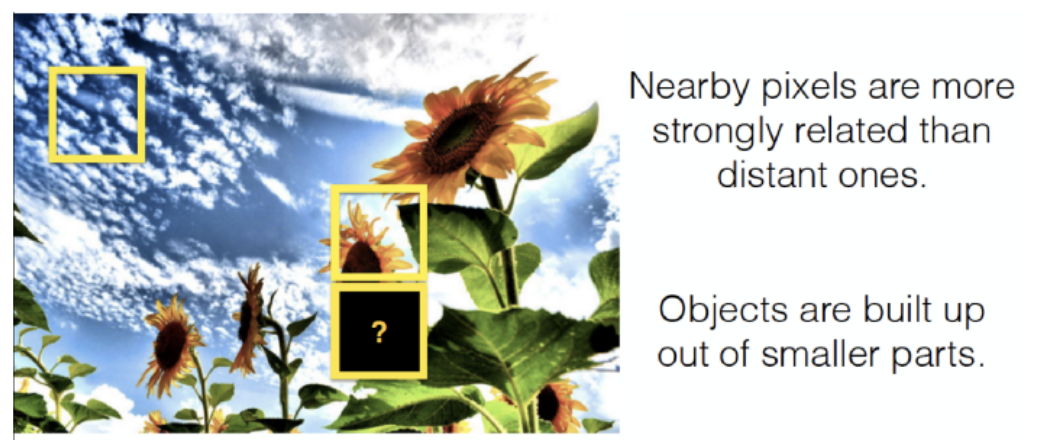 Nearby pixels are more
strongly related than
distant ones.
?
Objects are built up
out of smaller parts.